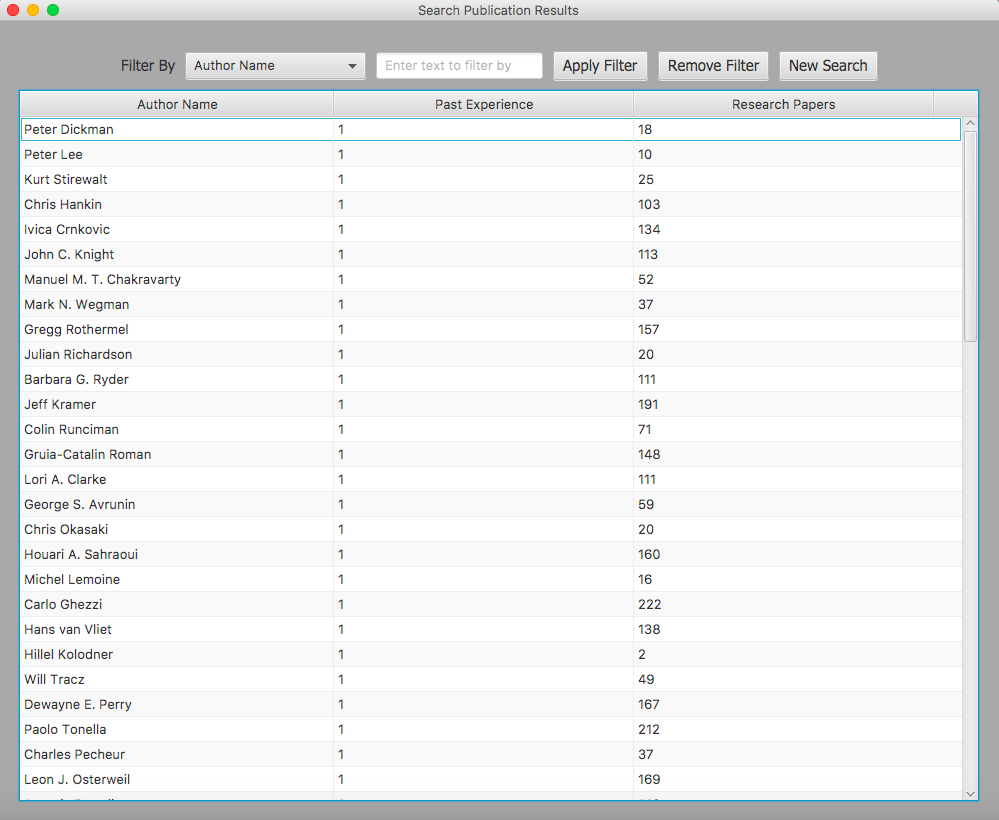 Search Publication Results
Filter By Author Name Enter text to filter by Apply Filter Remove Filter New Search
Author Name Past Experience Research Papers
Peter Dickman 1 18
Peter Lee 1 10
Kurt Stirewalt 1 25
Chris Hankin 1 103
Ivica Crnkovic 1 134
John C. Knight 1 113
Manuel M. T. Chakravarty 1 52
Mark N. Wegman 1 37
Gregg Rothermel 1 157
Julian Richardson 1 20
Barbara G. Ryder 1 111
Jeff Kramer 1 191
Colin Runciman 1 71
Gruia-Catalin Roman 1 148
Lori A. Clarke 1 111
George S. Avrunin 1 59
Chris Okasaki 1 20
Houari A. Sahraoui 1 160
Michel Lemoine 1 16
Carlo Ghezzi 1 222
Hans van Vliet 1 138
Hillel Kolodner 1 2
Will Tracz 1 49
Dewayne E. Perry 1 167
Paolo Tonella 1 212
Charles Pecheur 1 37
Leon J. Osterweil 1 169